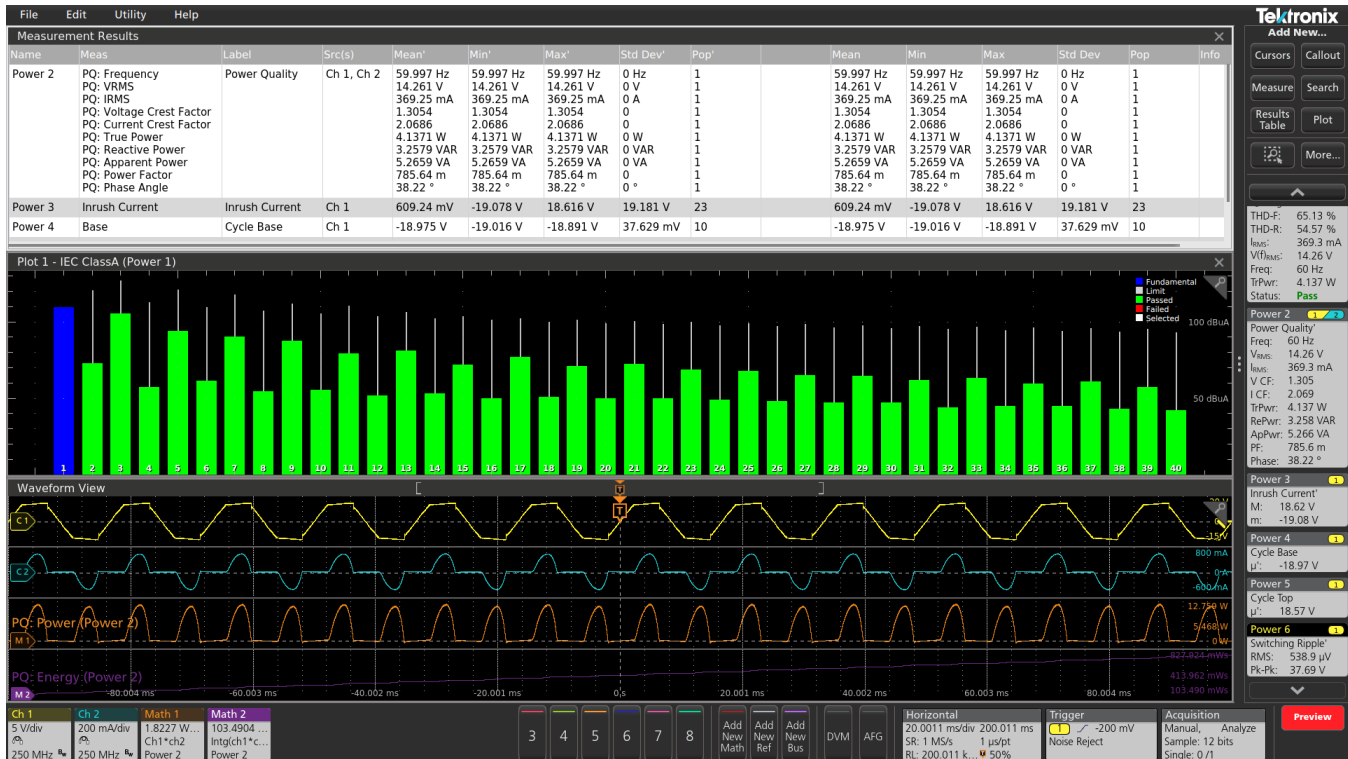 File Edit Utility Help
Tektronix
Add New...
Measurement Results
Name Meas Label Src(s) Mean' Min' Max' Std Dev' Pop' Mean Min Max Std Dev Pop Info
Power 2 PQ: Frequency Power Quality Ch 1, Ch 2 59.997 Hz 59.997 Hz 59.997 Hz 0 Hz 1 59.997 Hz 59.997 Hz 59.997 Hz 0 Hz 1
PQ: VRMS 14.261 V 14.261 V 14.261 V 0 V 1 14.261 V 14.261 V 14.261 V 0 V 1
PQ: IRMS 369.25 mA 369.25 mA 369.25 mA 0 A 1 369.25 mA 369.25 mA 369.25 mA 0 A 1
PQ: Voltage Crest Factor 1.3054 1.3054 1.3054 0 1 1.3054 1.3054 1.3054 0 1
PQ: Current Crest Factor 2.0686 2.0686 2.0686 0 1 2.0686 2.0686 2.0686 0 1
PQ: True Power 4.1371 W 4.1371 W 4.1371 W 0 W 1 4.1371 W 4.1371 W 4.1371 W 0 W 1
PQ: Reactive Power 3.2579 VAR 3.2579 VAR 3.2579 VAR 0 VAR 1 3.2579 VAR 3.2579 VAR 3.2579 VAR 0 VAR 1
PQ: Apparent Power 5.2659 VA 5.2659 VA 5.2659 VA 0 VA 1 5.2659 VA 5.2659 VA 5.2659 VA 0 VA 1
PQ: Power Factor 785.64 m 785.64 m 785.64 m 0 1 785.64 m 785.64 m 785.64 m 0 1
PQ: Phase Angle 38.22 ° 38.22 ° 38.22 ° 0 ° 1 38.22 ° 38.22 ° 38.22 ° 0 ° 1
Power 3 Inrush Current Inrush Current Ch 1 609.24 mV -19.078 V 18.616 V 19.181 V 23 609.24 mV -19.078 V 18.616 V 19.181 V 23
Power 4 Base Cycle Base Ch 1 -18.975 V -19.016 V -18.891 V 37.629 mV 10 -18.975 V -19.016 V -18.891 V 37.629 mV 10
Cursors Callout
Measure Search
Results Table Plot
More...
Plot 1 - IEC ClassA (Power 1)
Fundamental
Limit
Passed
Failed
Selected
100 dBuA
50 dBuA
1 2 3 4 5 6 7 8 9 10 11 12 13 14 15 16 17 18 19 20 21 22 23 24 25 26 27 28 29 30 31 32 33 34 35 36 37 38 39 40
THD-F: 65.13 %
THD-R: 54.57 %
IRMS: 369.3 mA
V(f)RMS: 14.26 V
Freq: 60 Hz
TrPwr: 4.137 W
Status: Pass
Power 2 1 2
Power Quality'
Freq: 60 Hz
VRMS: 14.26 V
IRMS: 369.3 mA
V CF: 1.305
I CF: 2.069
TrPwr: 4.137 W
RePwr: 3.258 VAR
ApPwr: 5.266 VA
PF: 785.6 m
Phase: 38.22 °
Power 3 1
Inrush Current'
M: 18.62 V
m: -19.08 V
Power 4 1
Cycle Base
µ': -18.97 V
Power 5 1
Cycle Top
µ': 18.57 V
Power 6 1
Switching Ripple'
RMS: 538.9 µV
Pk-Pk: 37.69 V
Waveform View
T
T
C 1
-15 V
C 2
800 mA
0 A
-600 mA
PQ: Power (Power 2)
M 1
12.759 W
5.468 W
0 W
PQ: Energy (Power 2)
M 2
827.924 mWs
413.962 mWs
103.490 mWs
-80.004 ms -60.003 ms -40.002 ms -20.001 ms 0 s 20.001 ms 40.002 ms 60.003 ms 80.004 ms
Ch 1
5 V/div
250 MHz Bw
Ch 2
200 mA/div
250 MHz Bw
Math 1
1.8227 W...
Ch1*ch2
Power 2
Math 2
103.4904 ...
Intg(ch1*c...
Power 2
3 4 5 6 7 8
Add New Math
Add New Ref
Add New Bus
DVM AFG
Horizontal
20.0011 ms/div 200.011 ms
SR: 1 MS/s 1 µs/pt
RL: 200.011 k... 50%
Trigger
1 -200 mV
Noise Reject
Acquisition
Manual, Analyze
Sample: 12 bits
Single: 0 /1
Preview